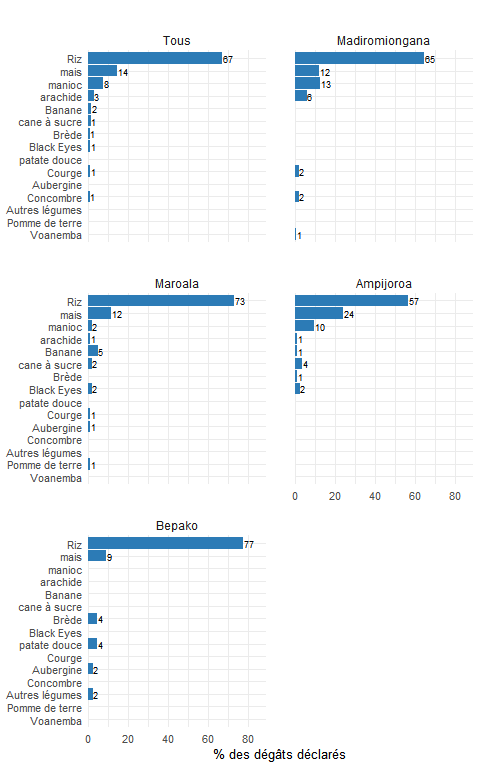 Tous
Riz 67
mais 14
manioc 8
arachide 3
Banane 2
cane à sucre 1
Brède 1
Black Eyes 1
patate douce
Courge 1
Aubergine
Concombre 1
Autres légumes
Pomme de terre
Voanemba
Madiromiongana
65
12
13
6
2
2
1
Maroala
Riz 73
mais 12
manioc 2
arachide 1
Banane 5
cane à sucre 2
Brède
Black Eyes 2
patate douce
Courge 1
Aubergine 1
Concombre
Autres légumes
Pomme de terre 1
Voanemba
Ampijoroa
57
24
10
1
1
4
1
2
0 20 40 60 80
Bepako
Riz 77
mais 9
manioc
arachide
Banane
cane à sucre
Brède 4
Black Eyes
patate douce 4
Courge
Aubergine 2
Concombre
Autres légumes 2
Pomme de terre
Voanemba
0 20 40 60 80
% des dégâts déclarés